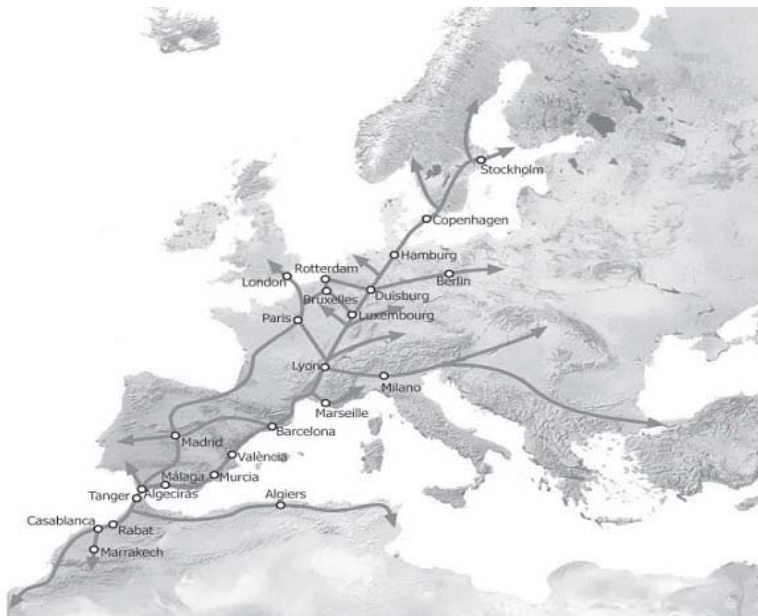 Stockholm
Copenhagen
Hamburg
Rotterdam
London
Berlin
Duisburg
Bruxelles
Luxembourg
Paris
Lyon
Milano
Marseille
Barcelona
Madrid
València
Málaga
Murcia
Algeciras
Tanger
Algiers
Casablanca
Rabat
Marrakech